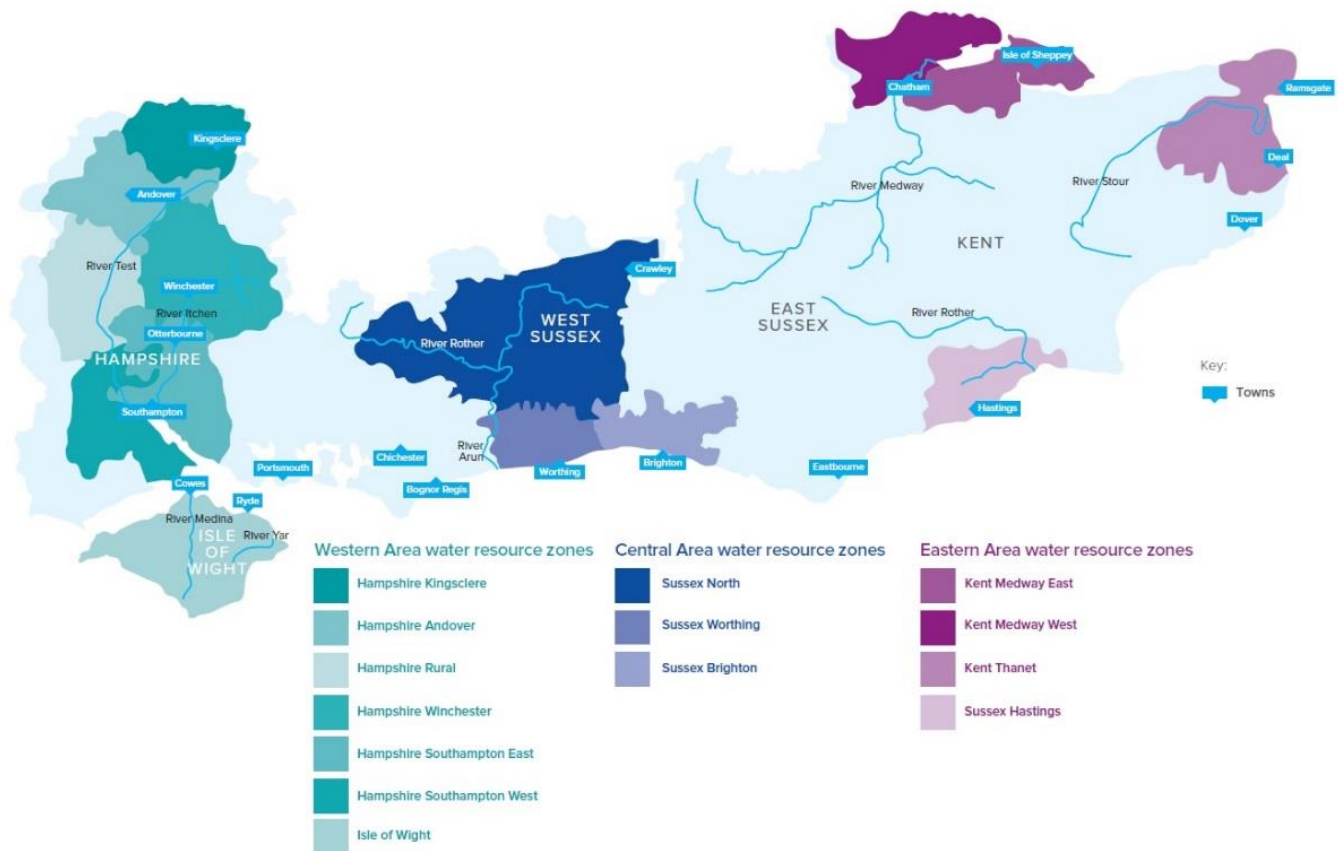 Isle of Sheppey
Chatham
Ramsgate
Kingsclere
Deal
Andover
River Medway
River Stour
Dover
KENT
River Test
Crawley
Winchester
River Itchen
WEST
SUSSEX
EAST
SUSSEX
River Rother
Otterbourne
HAMPSHIRE
River Rother
Key:
Towns
Southampton
Hastings
River
Arun
Chichester
Portsmouth
Worthing
Brighton
Eastbourne
Cowes
Bognor Regis
Ryde
River Medina
River Yar
ISLE
OF
WIGHT
Western Area water resource zones
Hampshire Kingsclere
Hampshire Andover
Hampshire Rural
Hampshire Winchester
Hampshire Southampton East
Hampshire Southampton West
Isle of Wight
Central Area water resource zones
Sussex North
Sussex Worthing
Sussex Brighton
Eastern Area water resource zones
Kent Medway East
Kent Medway West
Kent Thanet
Sussex Hastings